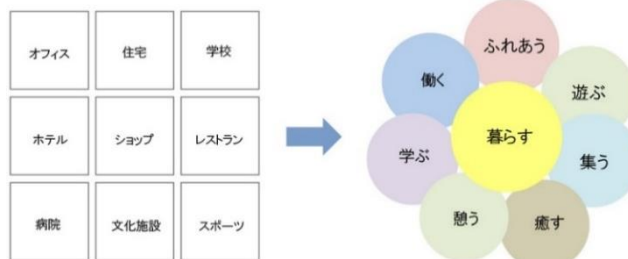 オフィス 住宅 学校
ホテル ショップ レストラン
病院 文化施設 スポーツ
ふれあう
働く
遊ぶ
暮らす
学ぶ
集う
憩う
癒す